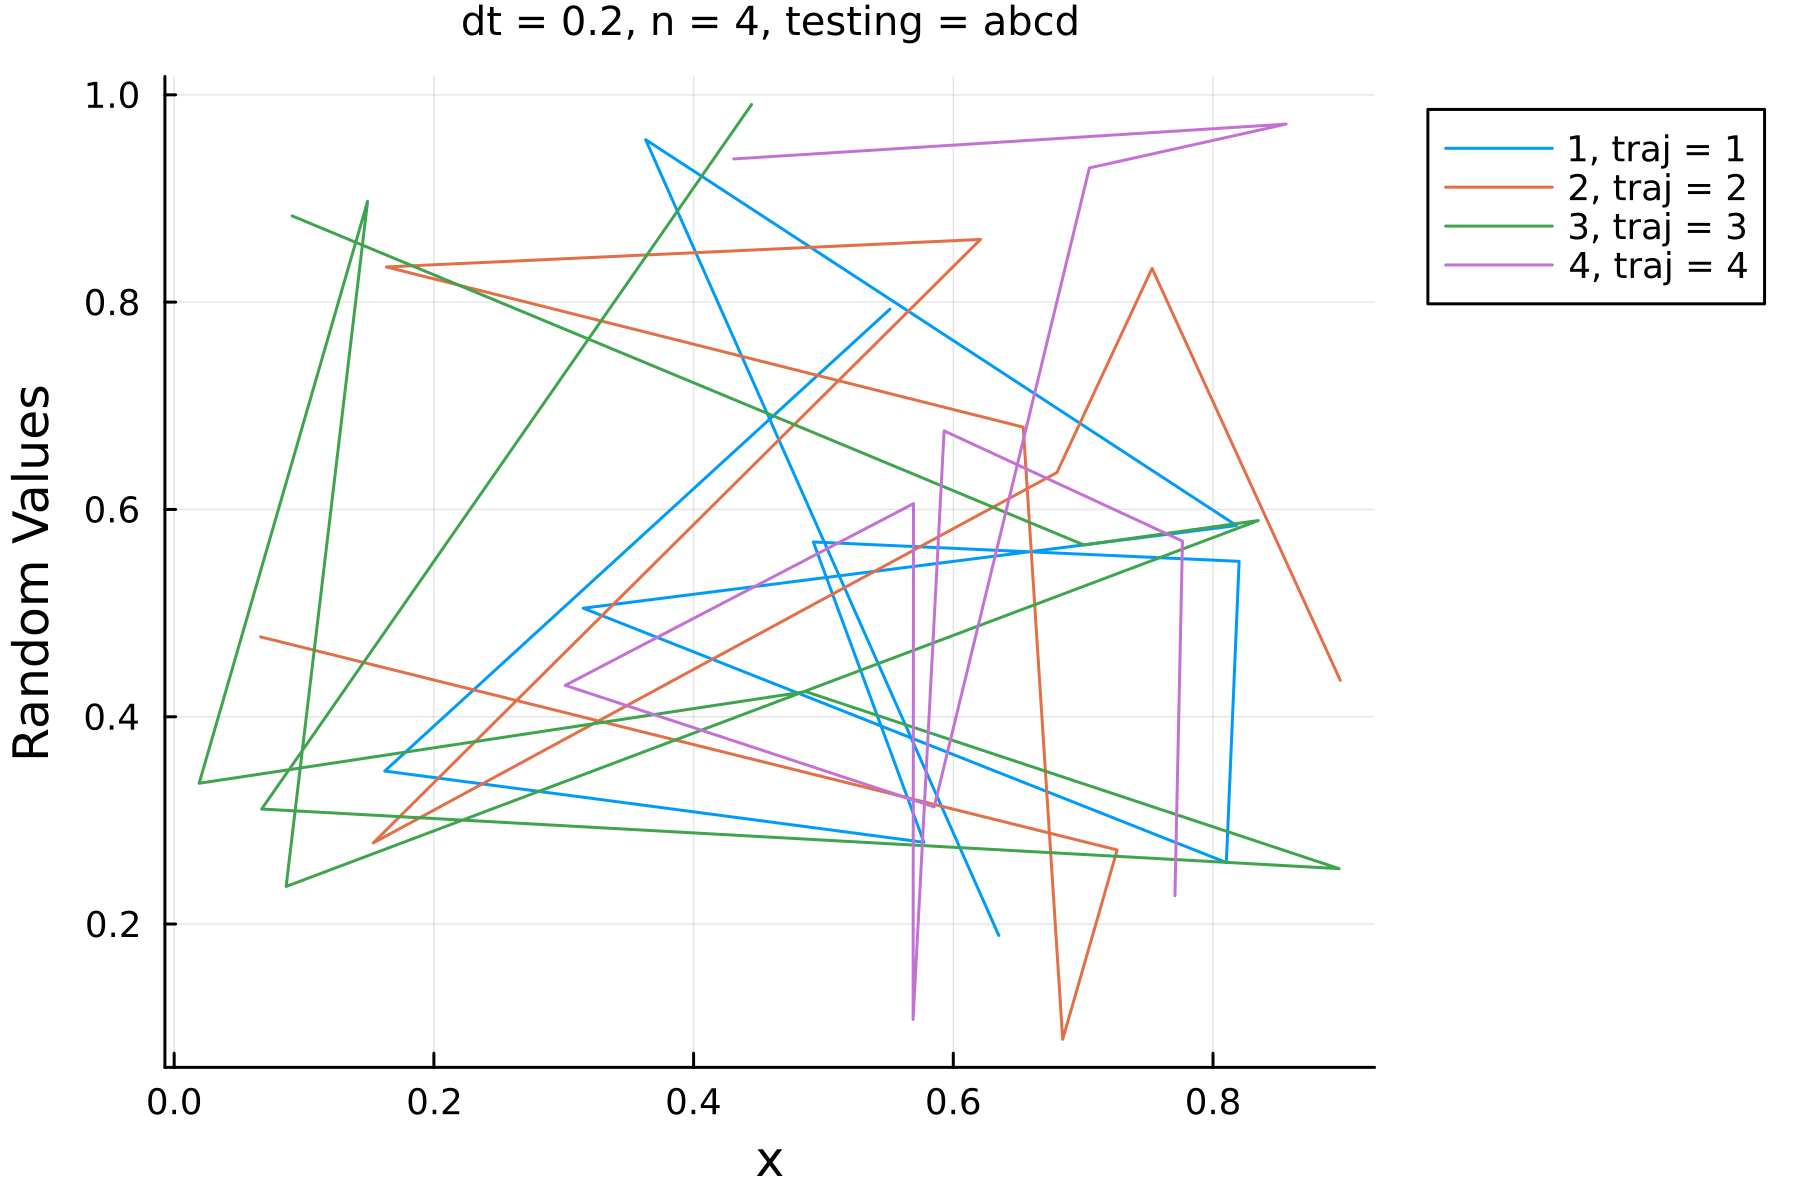 dt = 0.2, n = 4, testing = abcd
1.0
0.8
0.6
0.4
0.2
Random Values
0.0 0.2 0.4 0.6 0.8
x
1, traj = 1
2, traj = 2
3, traj = 3
4, traj = 4